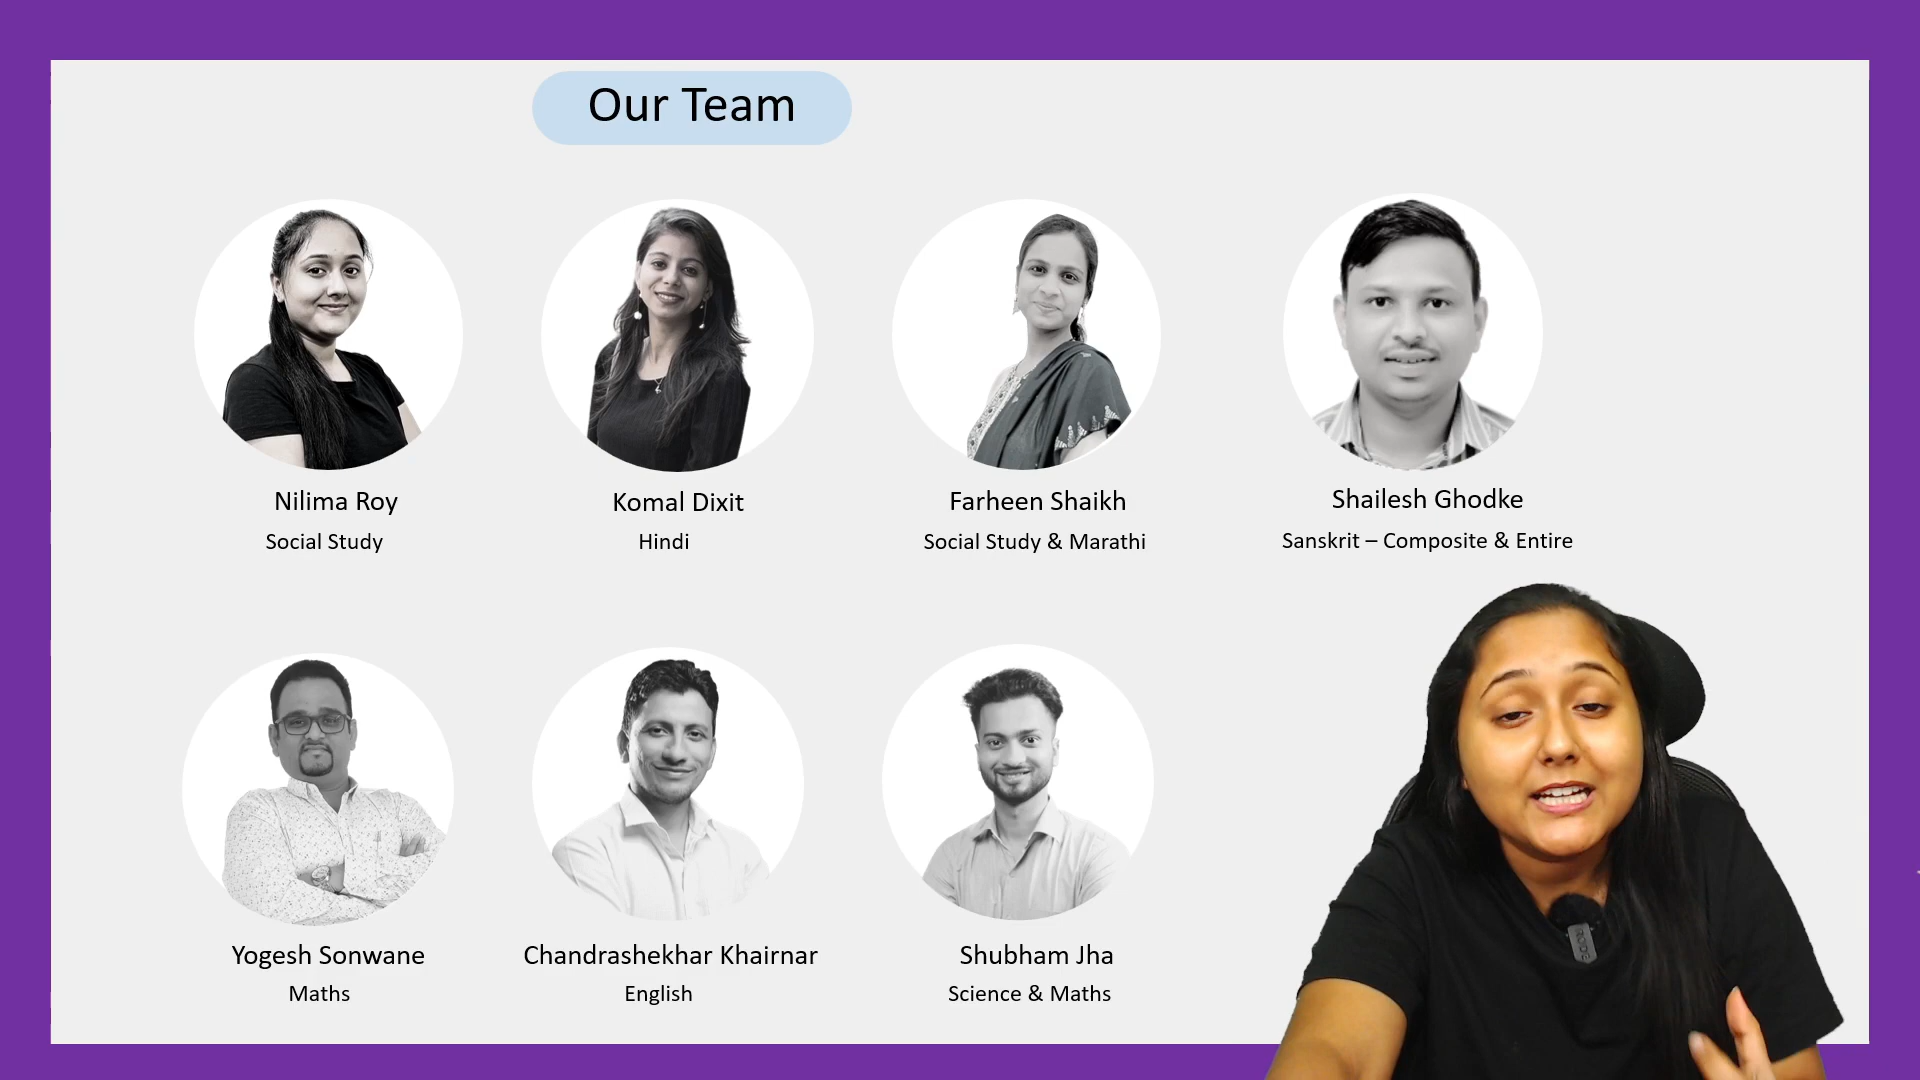 Our Team
Nilima Roy
Social Study
Komal Dixit
Hindi
Farheen Shaikh
Social Study & Marathi
Shailesh Ghodke
Sanskrit – Composite & Entire
Yogesh Sonwane
Maths
Chandrashekhar Khairnar
English
Shubham Jha
Science & Maths
RODE